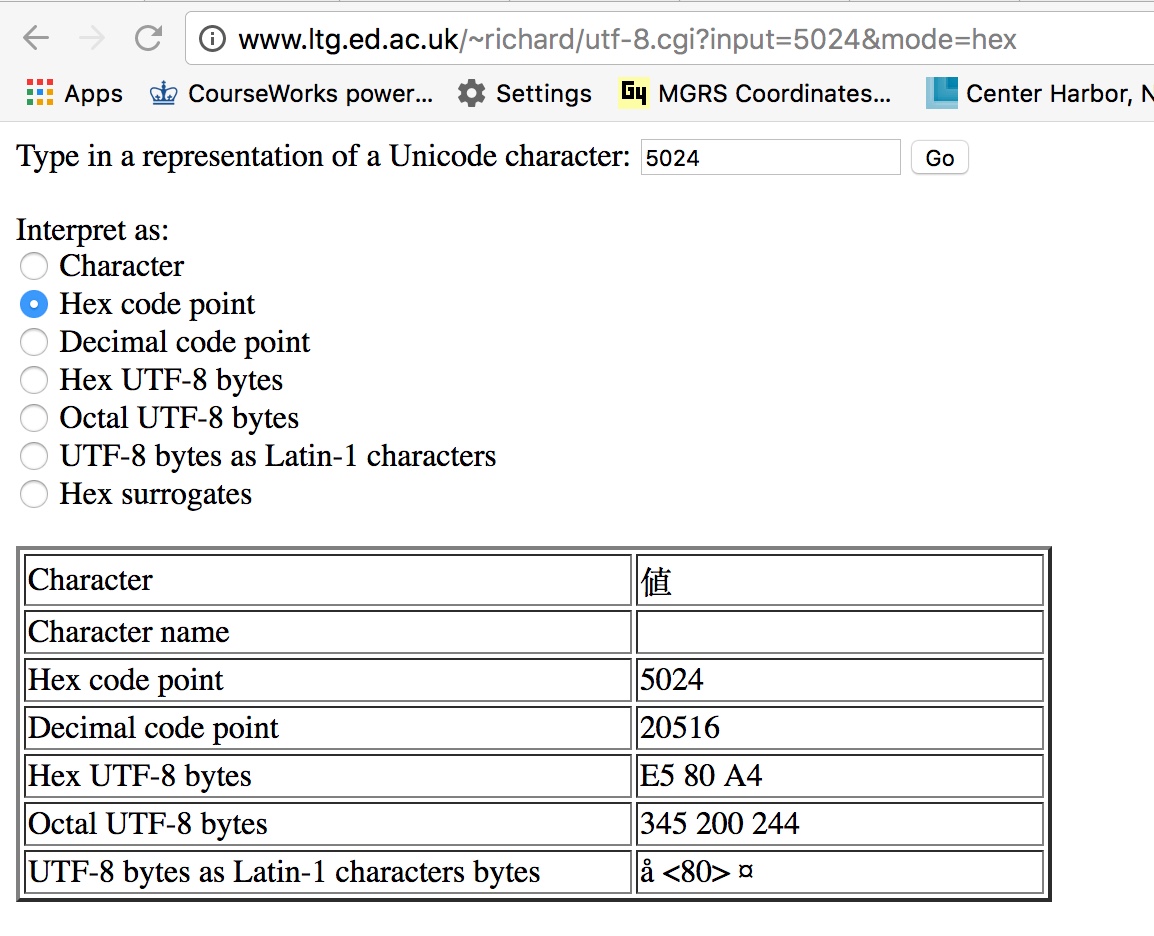 www.ltg.ed.ac.uk/~richard/utf-8.cgi?input=5024&mode=hex
Apps CourseWorks power... Settings G4 MGRS Coordinates... Center Harbor, N
Type in a representation of a Unicode character: 5024 Go
Interpret as:
Character
Hex code point
Decimal code point
Hex UTF-8 bytes
Octal UTF-8 bytes
UTF-8 bytes as Latin-1 characters
Hex surrogates
Character 値
Character name
Hex code point 5024
Decimal code point 20516
Hex UTF-8 bytes E5 80 A4
Octal UTF-8 bytes 345 200 244
UTF-8 bytes as Latin-1 characters bytes å <80> ¤